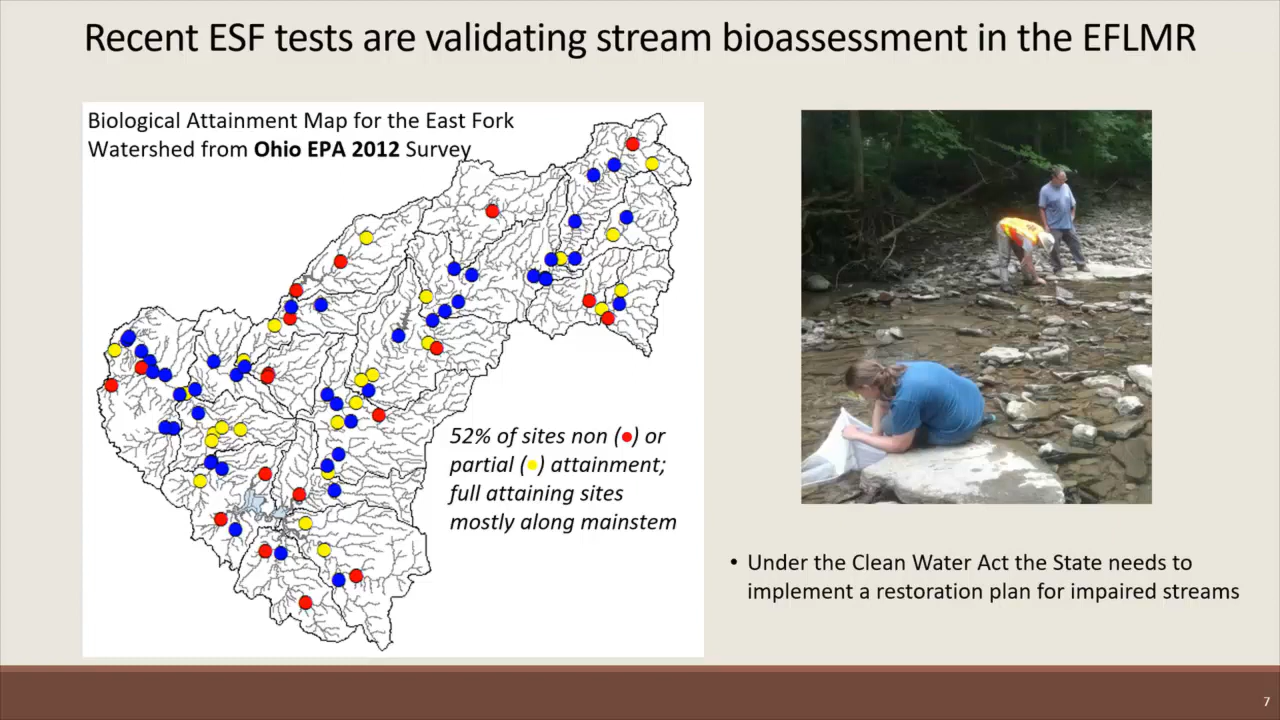 Recent ESF tests are validating stream bioassessment in the EFLMR
Biological Attainment Map for the East Fork
Watershed from Ohio EPA 2012 Survey
52% of sites non (●) or
partial (●) attainment;
full attaining sites
mostly along mainstem
• Under the Clean Water Act the State needs to
implement a restoration plan for impaired streams
7